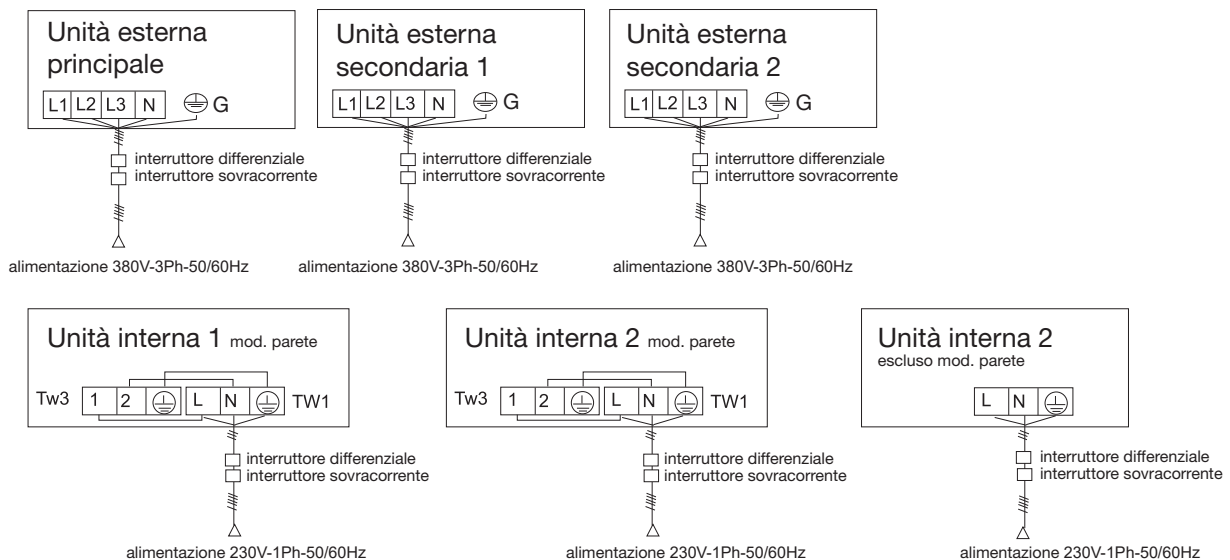 Unità esterna
principale
L1 L2 L3 N G
interruttore differenziale
interruttore sovracorrente
alimentazione 380V-3Ph-50/60Hz
Unità esterna
secondaria 1
L1 L2 L3 N G
interruttore differenziale
interruttore sovracorrente
alimentazione 380V-3Ph-50/60Hz
Unità esterna
secondaria 2
L1 L2 L3 N G
interruttore differenziale
interruttore sovracorrente
alimentazione 380V-3Ph-50/60Hz
Unità interna 1 mod. parete
Tw3 1 2 L N TW1
interruttore differenziale
interruttore sovracorrente
alimentazione 230V-1Ph-50/60Hz
Unità interna 2 mod. parete
Tw3 1 2 L N TW1
interruttore differenziale
interruttore sovracorrente
alimentazione 230V-1Ph-50/60Hz
Unità interna 2
escluso mod. parete
L N
interruttore differenziale
interruttore sovracorrente
alimentazione 230V-1Ph-50/60Hz